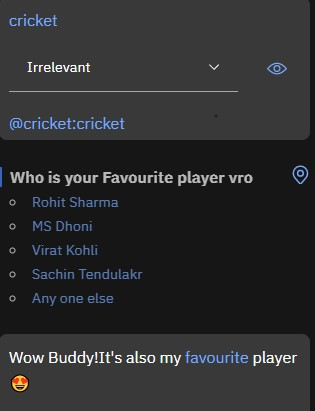 cricket
Irrelevant
@cricket:cricket
Who is your Favourite player vro
Rohit Sharma
MS Dhoni
Virat Kohli
Sachin Tendulakr
Any one else
Wow Buddy!It's also my favourite player
😍